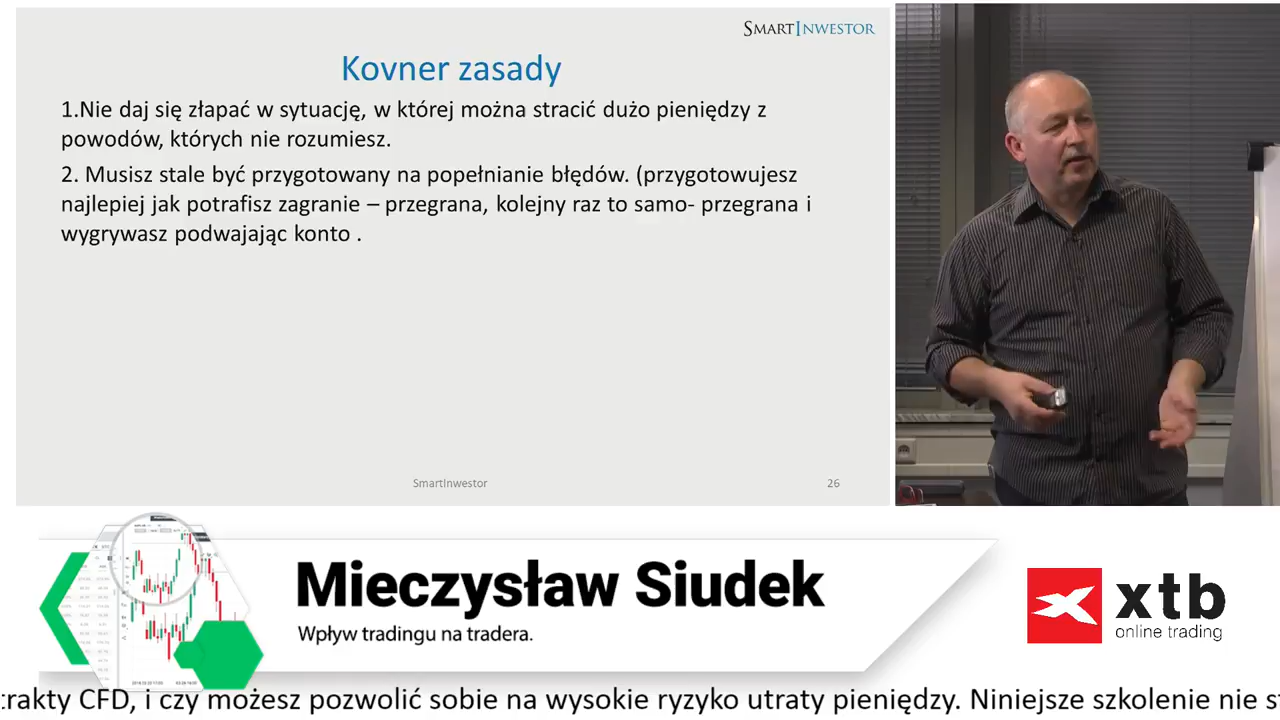 SMARTINWESTOR
Kovner zasady
1.Nie daj się złapać w sytuację, w której można stracić dużo pieniędzy z
powodów, których nie rozumiesz.
2. Musisz stale być przygotowany na popełnianie błędów. (przygotowujesz
najlepiej jak potrafisz zagranie – przegrana, kolejny raz to samo- przegrana i
wygrywasz podwajając konto .
SmartInwestor
26
Mieczysław Siudek
Wpływ tradingu na tradera.
xtb
online trading
trakty CFD, i czy możesz pozwolić sobie na wysokie ryzyko utraty pieniędzy. Niniejsze szkolenie nie s